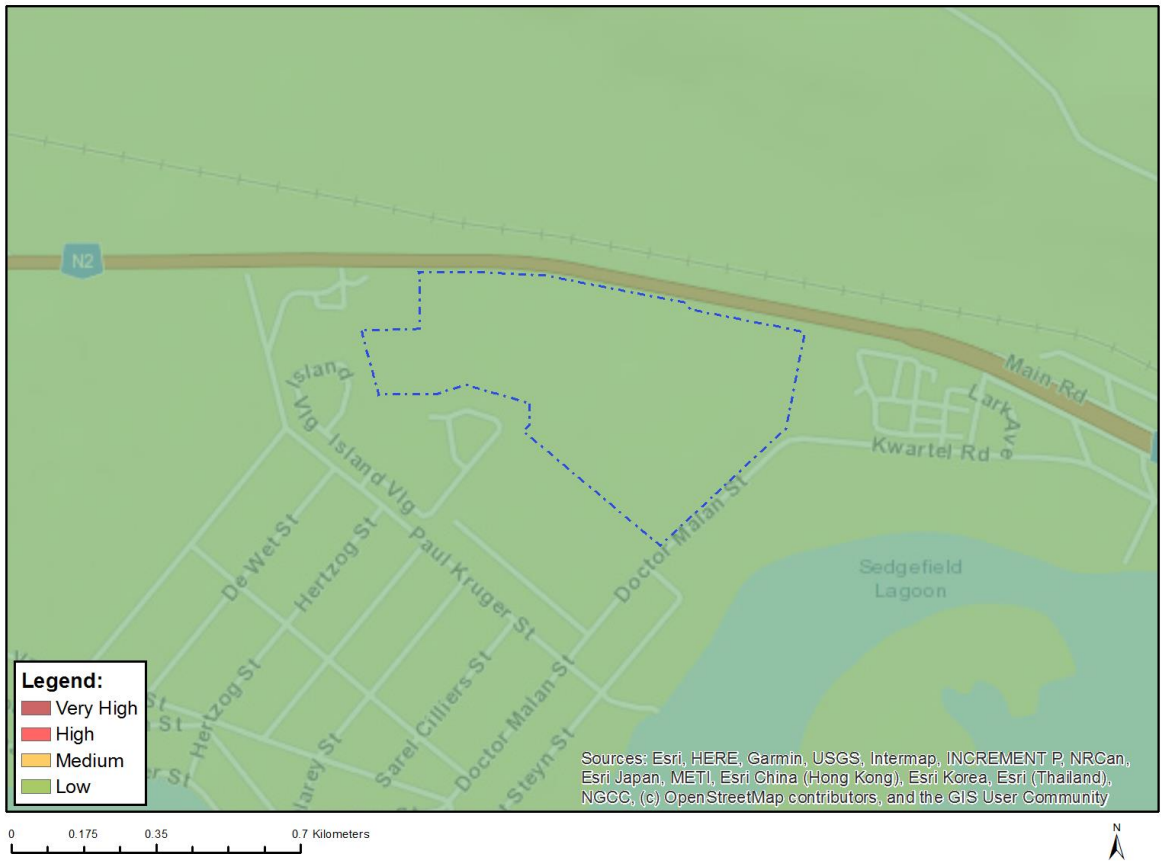 N2
Main Rd
Lark Ave
Kwartel Rd
Island
Vlg
Island Vlg
De Wet St
Hertzog St
Paul Kruger St
Doctor Malan St
Sedgefield
Lagoon
Hertzog St
Sarel Cilliers St
Doctor Malan St
Steyn St
St
St
St
Legend:
Very High
High
Medium
Low
Sources: Esri, HERE, Garmin, USGS, Intermap, INCREMENT P, NRCan,
Esri Japan, METI, Esri China (Hong Kong), Esri Korea, Esri (Thailand),
NGCC, (c) OpenStreetMap contributors, and the GIS User Community
0 0.175 0.35 0.7 Kilometers
N